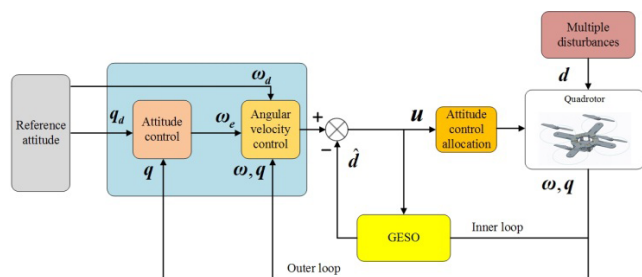 Multiple
disturbances
d
ω_d
Quadrotor
Reference
attitude
q_d
Attitude
control
ω_e
Angular
velocity
control
+
−
d̂
u
Attitude
control
allocation
q
ω, q
ω, q
GESO
Inner loop
Outer loop